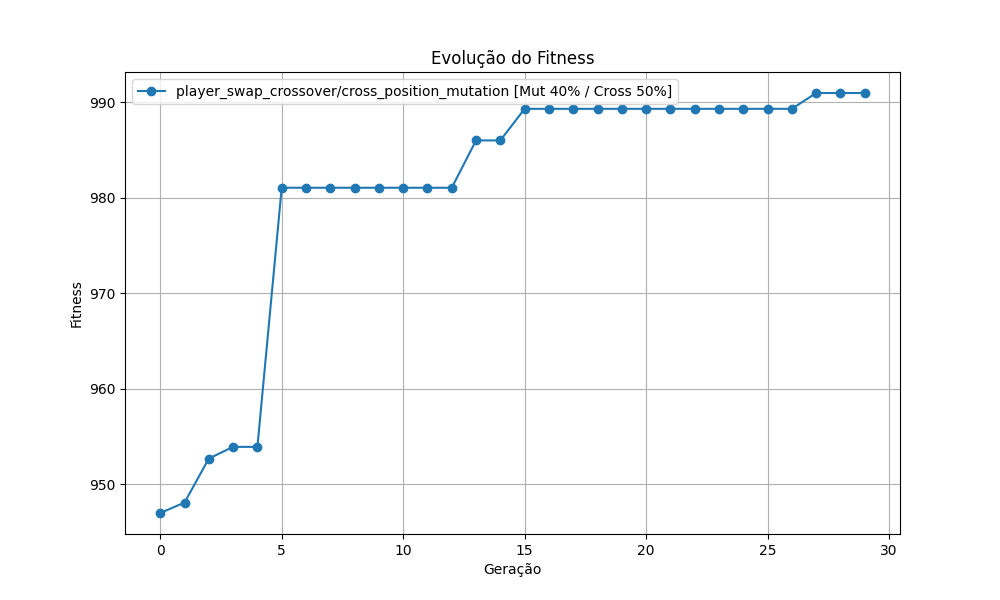 Evolução do Fitness
player_swap_crossover/cross_position_mutation [Mut 40% / Cross 50%]
990
980
970
960
950
Fitness
0 5 10 15 20 25 30
Geração